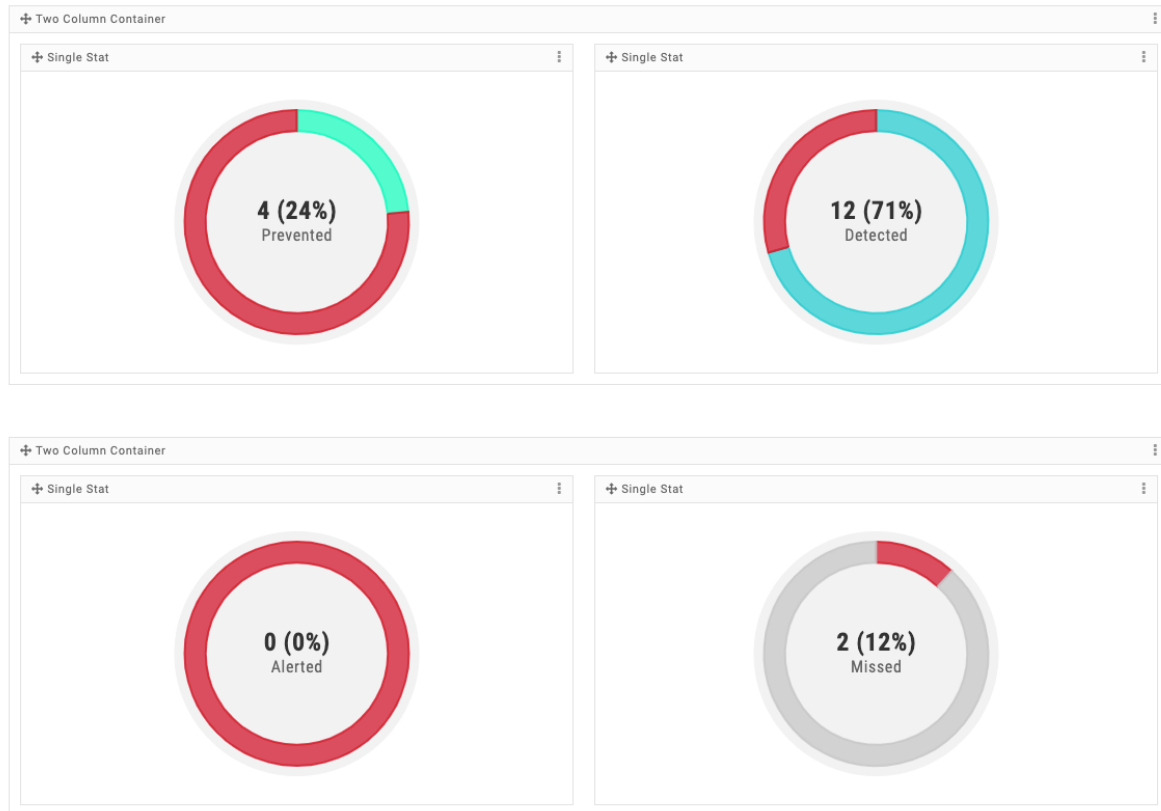 Two Column Container
Single Stat
Single Stat
4 (24%)
Prevented
12 (71%)
Detected
Two Column Container
Single Stat
Single Stat
0 (0%)
Alerted
2 (12%)
Missed